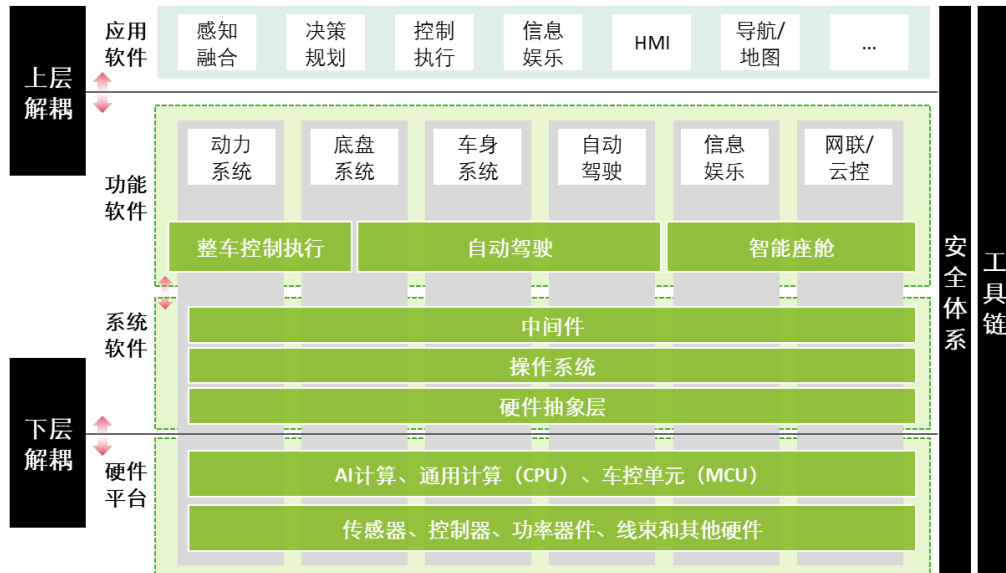 应用
软件
感知
融合
决策
规划
控制
执行
信息
娱乐
HMI
导航/
地图
...
上层
解耦
功能
软件
动力
系统
底盘
系统
车身
系统
自动
驾驶
信息
娱乐
网联/
云控
整车控制执行
自动驾驶
智能座舱
系统
软件
中间件
操作系统
硬件抽象层
下层
解耦
硬件
平台
AI计算、通用计算（CPU）、车控单元（MCU）
传感器、控制器、功率器件、线束和其他硬件
安全体系
工具链